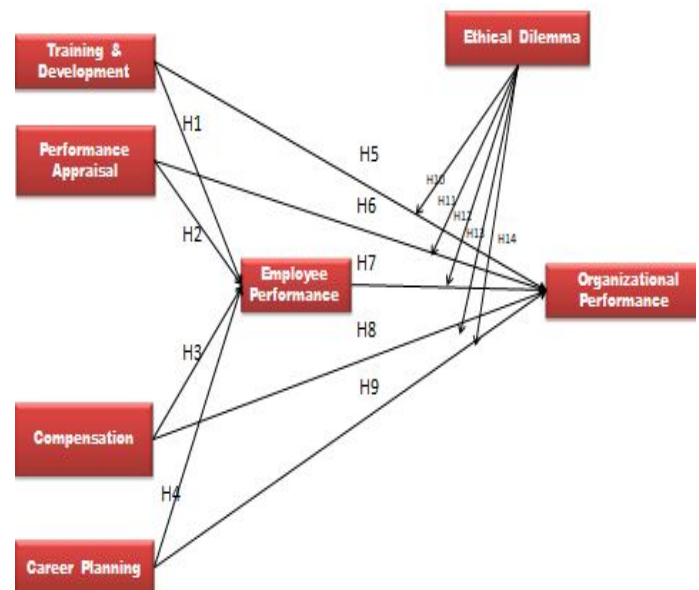 Training &
Development
Ethical Dilemma
H1
Performance
Appraisal
H5
H10
H11
H6
H12
H2
H13
H14
Employee
Performance
H7
Organizational
Performance
H8
H3
H9
Compensation
H4
Career Planning